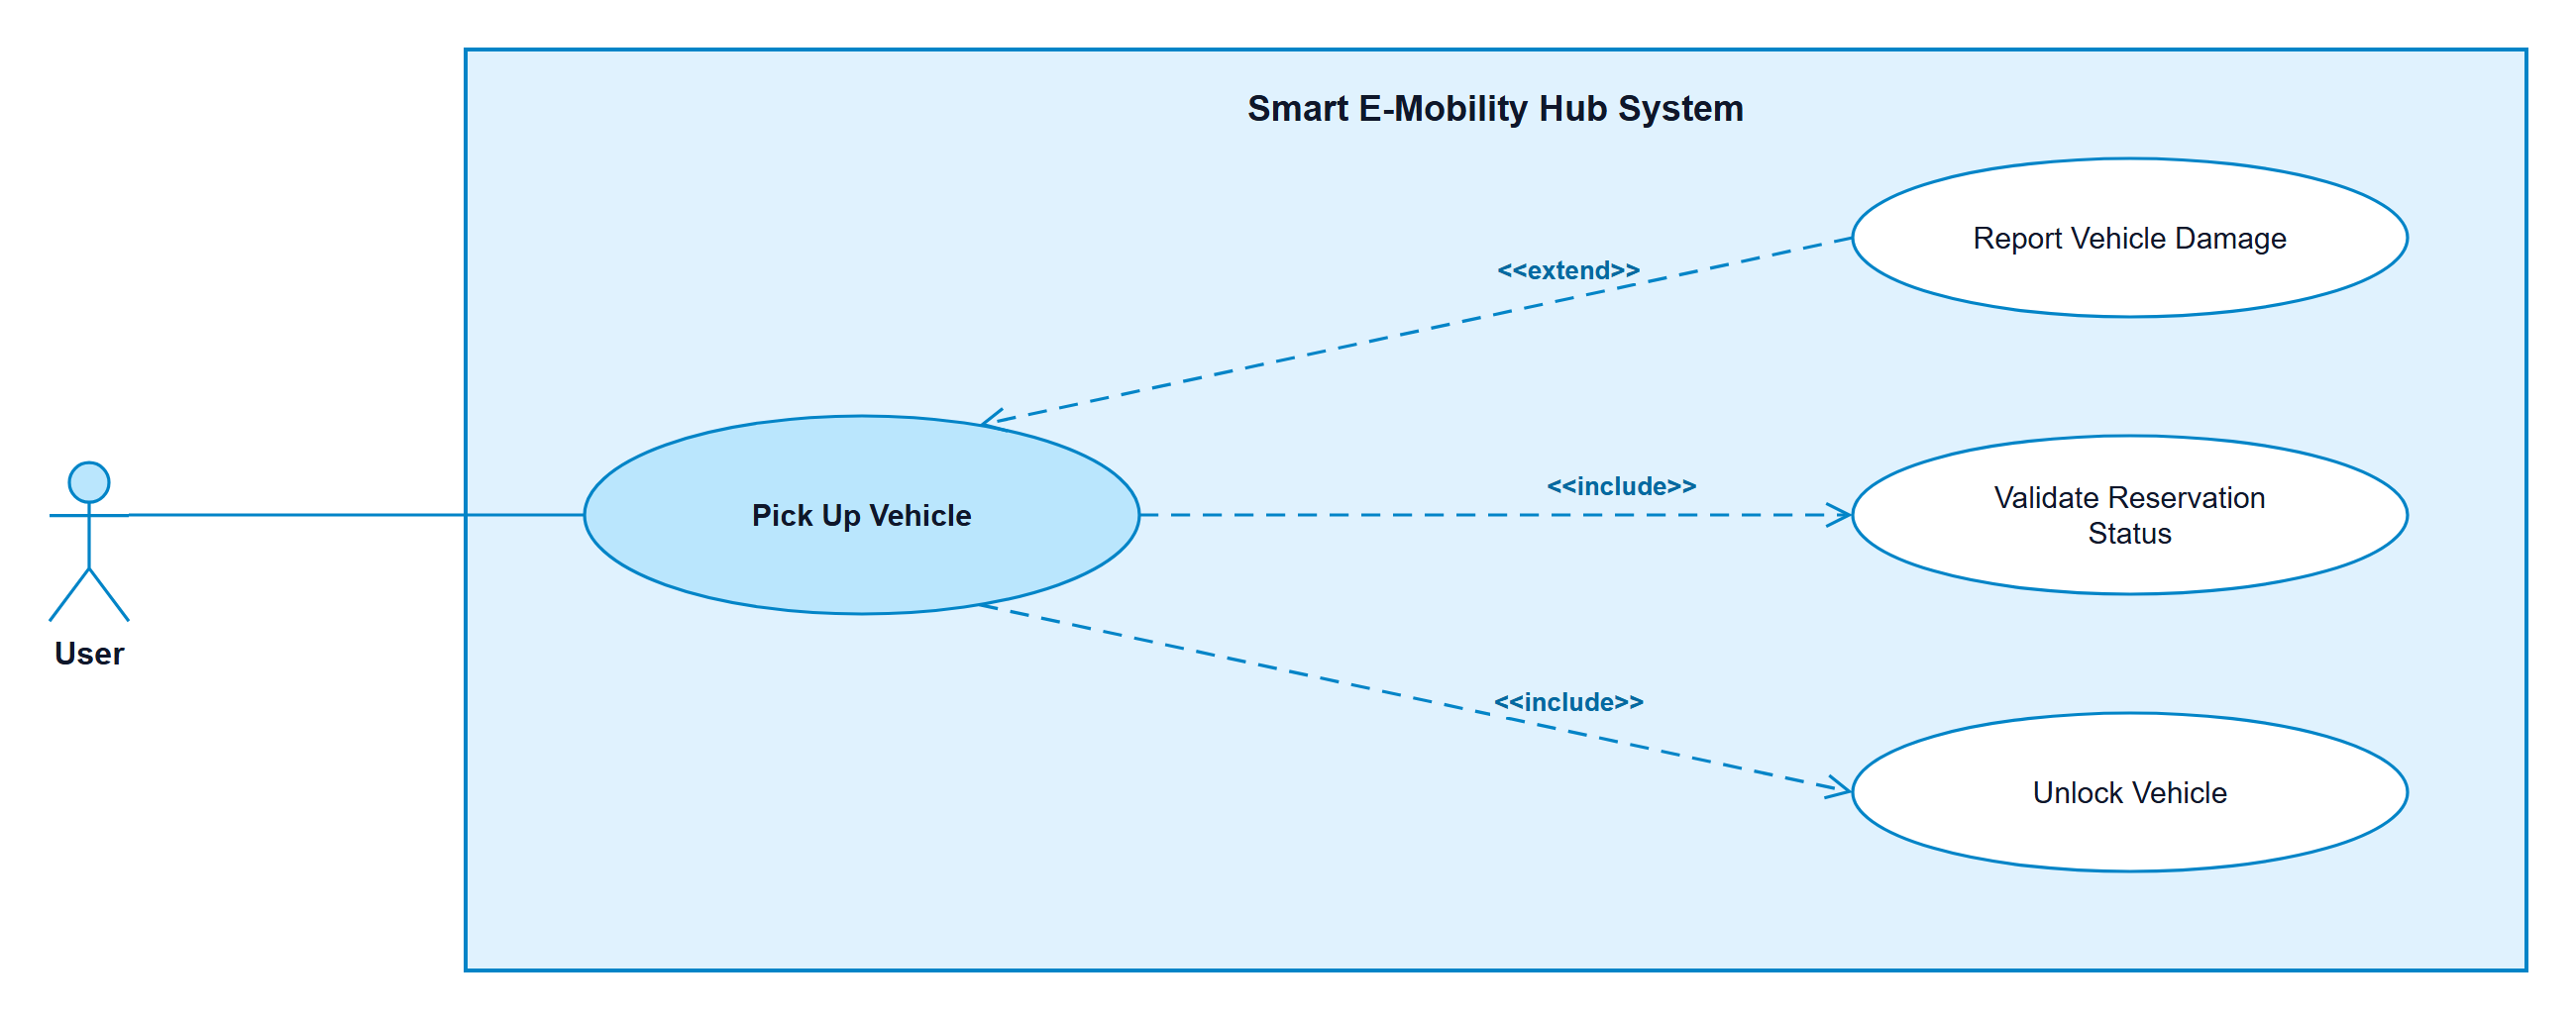 Smart E-Mobility Hub System
Report Vehicle Damage
<<extend>>
<<include>>
Validate Reservation
Status
Pick Up Vehicle
User
<<include>>
Unlock Vehicle